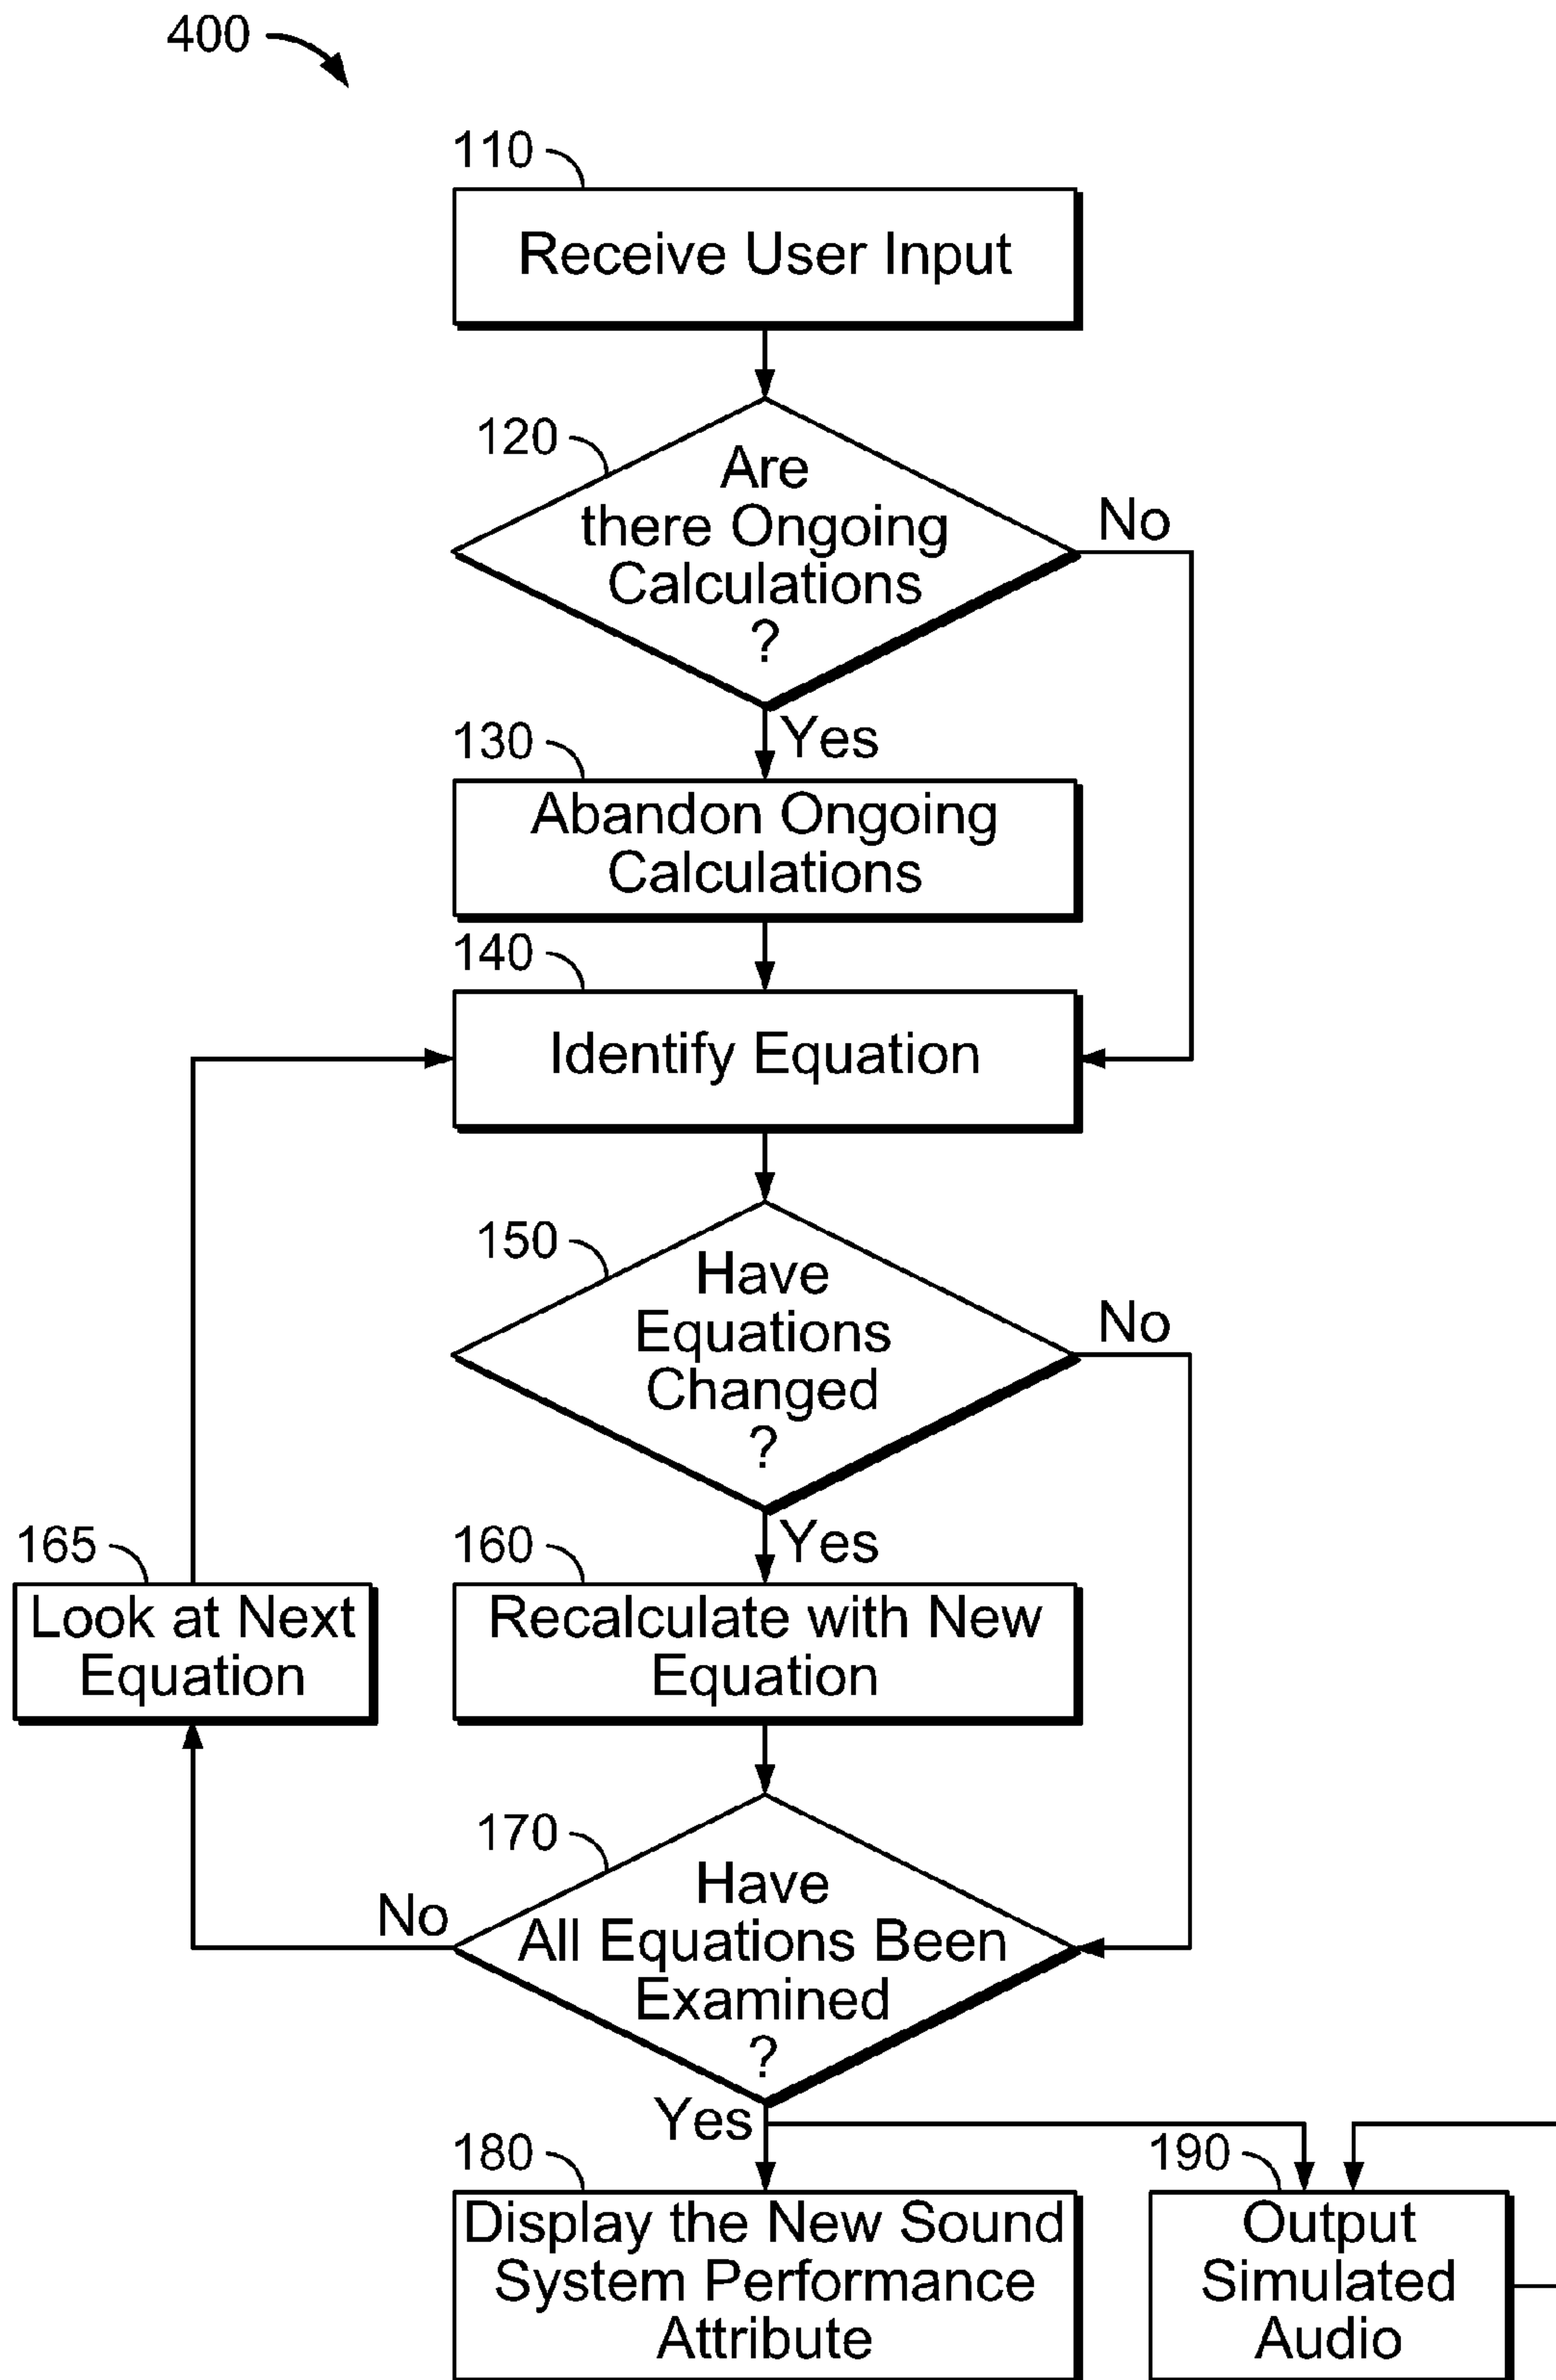 400
110
Receive User Input
120
Are
there Ongoing
Calculations
?
No
Yes
130
Abandon Ongoing
Calculations
140
Identify Equation
150
Have
Equations
Changed
?
No
Yes
165
Look at Next
Equation
160
Recalculate with New
Equation
170
Have
All Equations Been
Examined
?
No
Yes
180
Display the New Sound
System Performance
Attribute
190
Output
Simulated
Audio